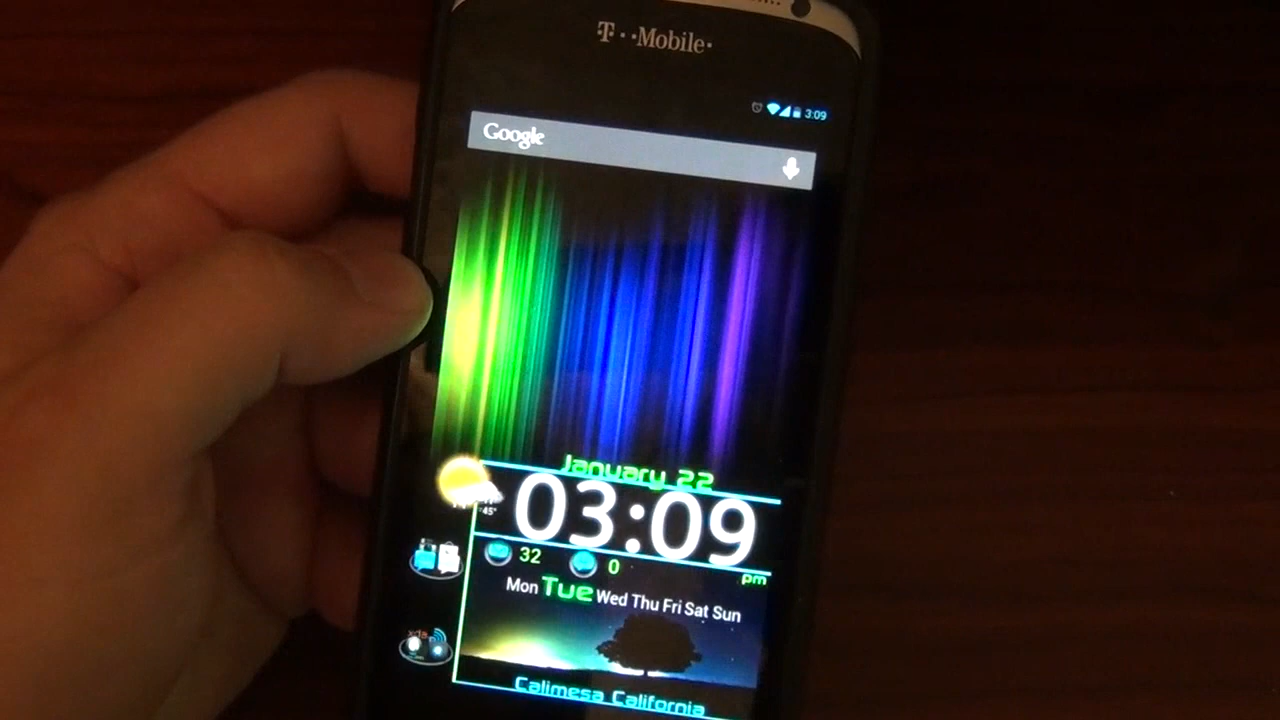 T··Mobile·
3:09
Google
January 22
03:09
45°
32
0
pm
Mon Tue Wed Thu Fri Sat Sun
xda
Calimesa California